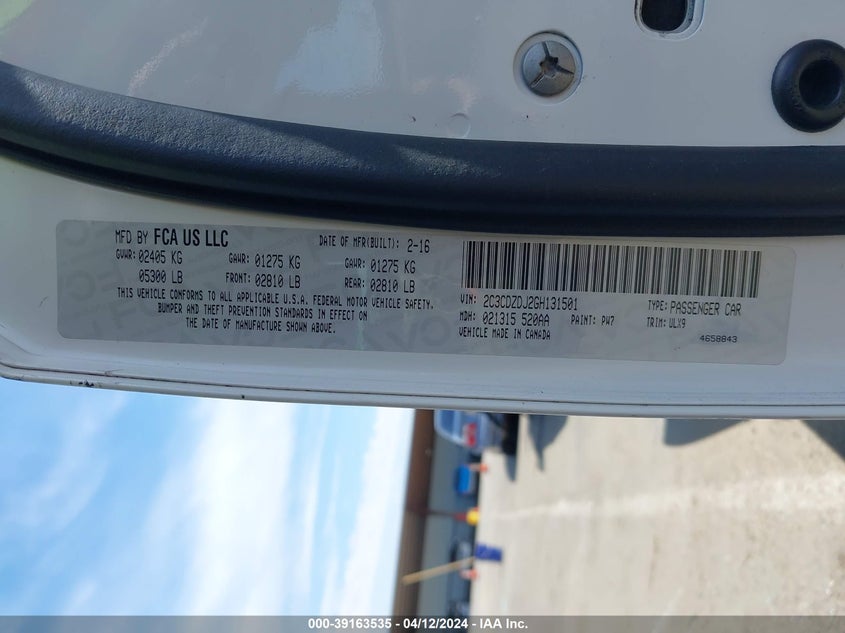 MFD BY FCA US LLC
DATE OF MFR(BUILT): 2-16
GVWR: 02405 KG GAWR: 01275 KG GAWR: 01275 KG
05300 LB FRONT: 02810 LB REAR: 02810 LB
THIS VEHICLE CONFORMS TO ALL APPLICABLE U.S.A. FEDERAL MOTOR VEHICLE SAFETY,
BUMPER AND THEFT PREVENTION STANDARDS IN EFFECT ON
THE DATE OF MANUFACTURE SHOWN ABOVE.
VIN: 2C3CDZDJ2GH131501 TYPE: PASSENGER CAR
MDH: 021315 520AA PAINT: PW7 TRIM: ULX9
VEHICLE MADE IN CANADA 4658843
000-39163535 - 04/12/2024 - IAA Inc.